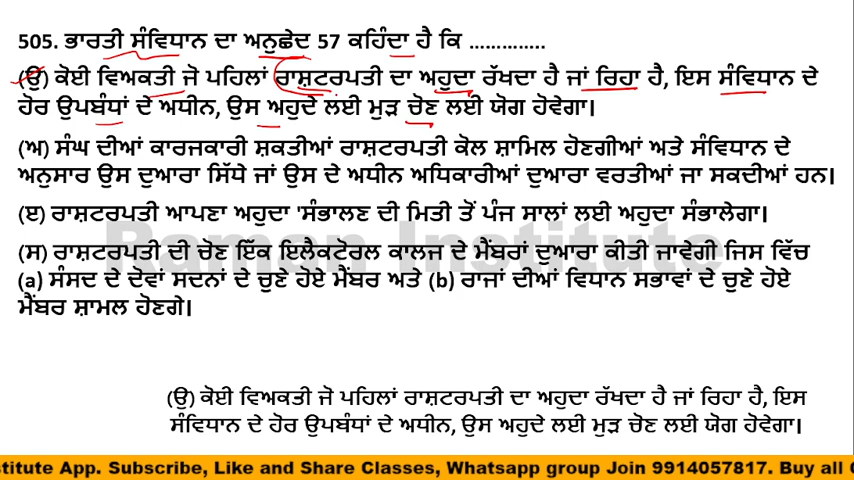 505. ਭਾਰਤੀ ਸੰਵਿਧਾਨ ਦਾ ਅਨੁਛੇਦ 57 ਕਹਿੰਦਾ ਹੈ ਕਿ ..............
(ੳ) ਕੋਈ ਵਿਅਕਤੀ ਜੋ ਪਹਿਲਾਂ ਰਾਸ਼ਟਰਪਤੀ ਦਾ ਅਹੁਦਾ ਰੱਖਦਾ ਹੈ ਜਾਂ ਰਿਹਾ ਹੈ, ਇਸ ਸੰਵਿਧਾਨ ਦੇ
ਹੋਰ ਉਪਬੰਧਾਂ ਦੇ ਅਧੀਨ, ਉਸ ਅਹੁਦੇ ਲਈ ਮੁੜ ਚੋਣ ਲਈ ਯੋਗ ਹੋਵੇਗਾ।
(ਅ) ਸੰਘ ਦੀਆਂ ਕਾਰਜਕਾਰੀ ਸ਼ਕਤੀਆਂ ਰਾਸ਼ਟਰਪਤੀ ਕੋਲ ਸ਼ਾਮਿਲ ਹੋਣਗੀਆਂ ਅਤੇ ਸੰਵਿਧਾਨ ਦੇ
ਅਨੁਸਾਰ ਉਸ ਦੁਆਰਾ ਸਿੱਧੇ ਜਾਂ ਉਸ ਦੇ ਅਧੀਨ ਅਧਿਕਾਰੀਆਂ ਦੁਆਰਾ ਵਰਤੀਆਂ ਜਾ ਸਕਦੀਆਂ ਹਨ।
(ੲ) ਰਾਸ਼ਟਰਪਤੀ ਆਪਣਾ ਅਹੁਦਾ 'ਸੰਭਾਲਣ ਦੀ ਮਿਤੀ ਤੋਂ ਪੰਜ ਸਾਲਾਂ ਲਈ ਅਹੁਦਾ ਸੰਭਾਲੇਗਾ।
Raman Institute
(ਸ) ਰਾਸ਼ਟਰਪਤੀ ਦੀ ਚੋਣ ਇੱਕ ਇਲੈਕਟੋਰਲ ਕਾਲਜ ਦੇ ਮੈਂਬਰਾਂ ਦੁਆਰਾ ਕੀਤੀ ਜਾਵੇਗੀ ਜਿਸ ਵਿੱਚ
(a) ਸੰਸਦ ਦੇ ਦੋਵਾਂ ਸਦਨਾਂ ਦੇ ਚੁਣੇ ਹੋਏ ਮੈਂਬਰ ਅਤੇ (b) ਰਾਜਾਂ ਦੀਆਂ ਵਿਧਾਨ ਸਭਾਵਾਂ ਦੇ ਚੁਣੇ ਹੋਏ
ਮੈਂਬਰ ਸ਼ਾਮਲ ਹੋਣਗੇ।
(ੳ) ਕੋਈ ਵਿਅਕਤੀ ਜੋ ਪਹਿਲਾਂ ਰਾਸ਼ਟਰਪਤੀ ਦਾ ਅਹੁਦਾ ਰੱਖਦਾ ਹੈ ਜਾਂ ਰਿਹਾ ਹੈ, ਇਸ
ਸੰਵਿਧਾਨ ਦੇ ਹੋਰ ਉਪਬੰਧਾਂ ਦੇ ਅਧੀਨ, ਉਸ ਅਹੁਦੇ ਲਈ ਮੁੜ ਚੋਣ ਲਈ ਯੋਗ ਹੋਵੇਗਾ।
stitute App. Subscribe, Like and Share Classes, Whatsapp group Join 9914057817. Buy all